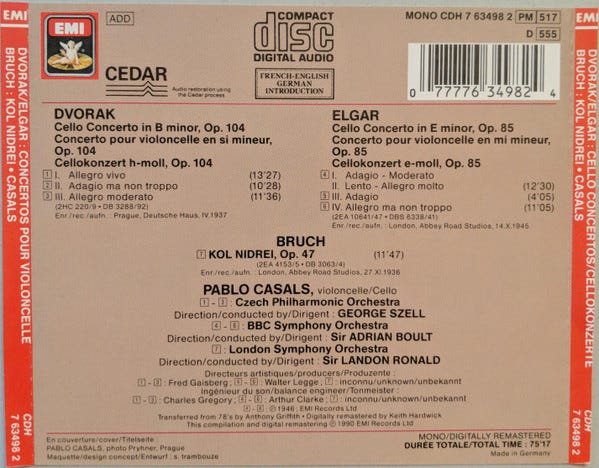 EMI
ADD
EMI
CEDAR
Audio restoration using
the Cedar process
COMPACT
disc
DIGITAL AUDIO
FRENCH-ENGLISH
GERMAN
INTRODUCTION
MONO CDH 7 63498 2 PM 517
D 555
0 77776 34982 4
DVORAK
Cello Concerto in B minor, Op. 104
Concerto pour violoncelle en si mineur,
Op. 104
Cellokonzert h-moll, Op. 104
1 I. Allegro vivo (13'27)
2 II. Adagio ma non troppo (10'28)
3 III. Allegro moderato (11'36)
(2HC 220/9 • DB 3288/92)
Enr./rec./aufn. : Prague, Deutsche Haus, IV.1937
ELGAR
Cello Concerto in E minor, Op. 85
Concerto pour violoncelle en mi mineur,
Op. 85
Cellokonzert e-moll, Op. 85
4 I. Adagio - Moderato
II. Lento - Allegro molto (12'30)
5 III. Adagio (4'05)
6 IV. Allegro ma non troppo (11'05)
(2EA 10641/47 • DBS 6338/41)
Enr./rec./aufn. : London, Abbey Road Studios, 14.X.1945
BRUCH
7 KOL NIDREI, Op. 47 (11'47)
(2EA 4153/5 • DB 3063/4)
Enr./rec./aufn. : London, Abbey Road Studios, 27.XI.1936
PABLO CASALS, violoncelle/Cello
1 - 3 : Czech Philharmonic Orchestra
Direction/conducted by/Dirigent : GEORGE SZELL
4 - 6 : BBC Symphony Orchestra
Direction/conducted by/Dirigent : Sir ADRIAN BOULT
7 : London Symphony Orchestra
Direction/conducted by/Dirigent : Sir LANDON RONALD
Directeurs artistiques/producers/Produzente :
1 - 3 : Fred Gaisberg ; 4 - 6 : Walter Legge ; 7 : inconnu/unknown/unbekannt
Ingénieur du son/balance engineer/Tonmeister :
1 - 3 : Charles Gregory ; 4 - 6 : Arthur Clarke ; 7 : inconnu/unknown/unbekannt
4 - 6 : ℗ 1946 ; EMI Records Ltd
Transferred from 78's by Anthony Griffith • Digitally remastered by Keith Hardwick
This compilation and digital remastering ℗ 1990 EMI Records Ltd
En couverture/cover/Titelseite :
PABLO CASALS, photo Pryhner, Prague
Maquette/design concept/Entwurf : s. trambouze
MONO/DIGITALLY REMASTERED
DURÉE TOTALE/TOTAL TIME : 75'17
Made in Germany
DVORAK/ELGAR : CONCERTOS POUR VIOLONCELLE
BRUCH : KOL NIDREI • CASALS
CDH
7 63498 2
EMI
DVORAK/ELGAR : CELLO CONCERTOS/CELLOKONZERTE
BRUCH : KOL NIDREI • CASALS
CDH
7 63498 2